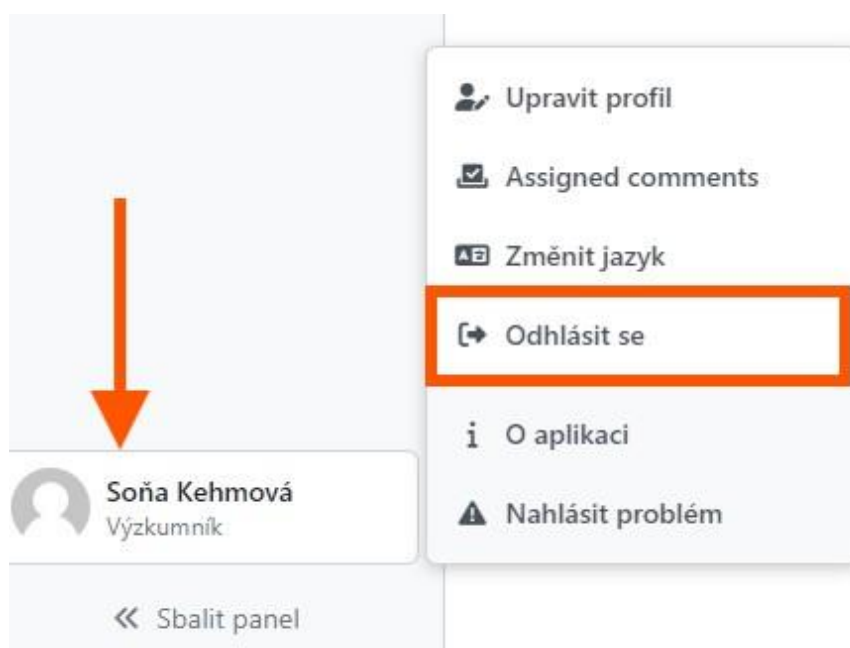 Upravit profil
Assigned comments
Změnit jazyk
Odhlásit se
O aplikaci
Nahlásit problém
Soňa Kehmová
Výzkumník
Sbalit panel